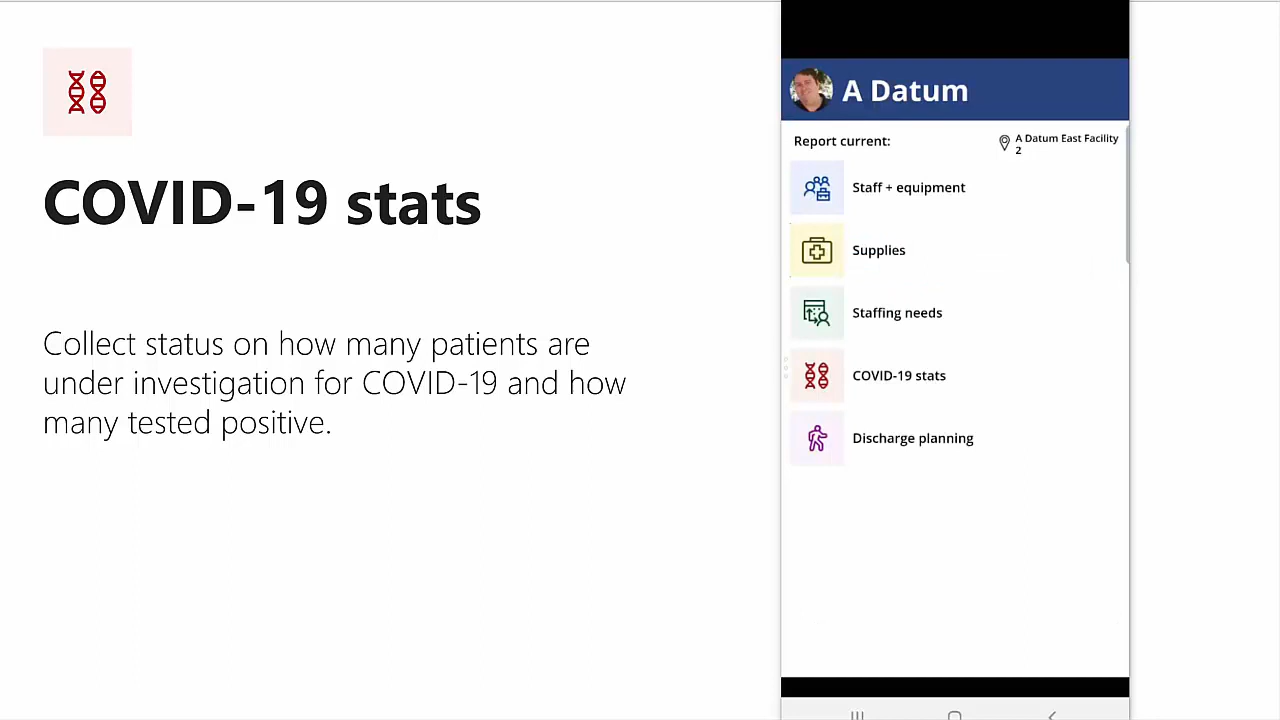 COVID-19 stats
Collect status on how many patients are
under investigation for COVID-19 and how
many tested positive.
A Datum
Report current:
A Datum East Facility
2
Staff + equipment
Supplies
Staffing needs
COVID-19 stats
Discharge planning